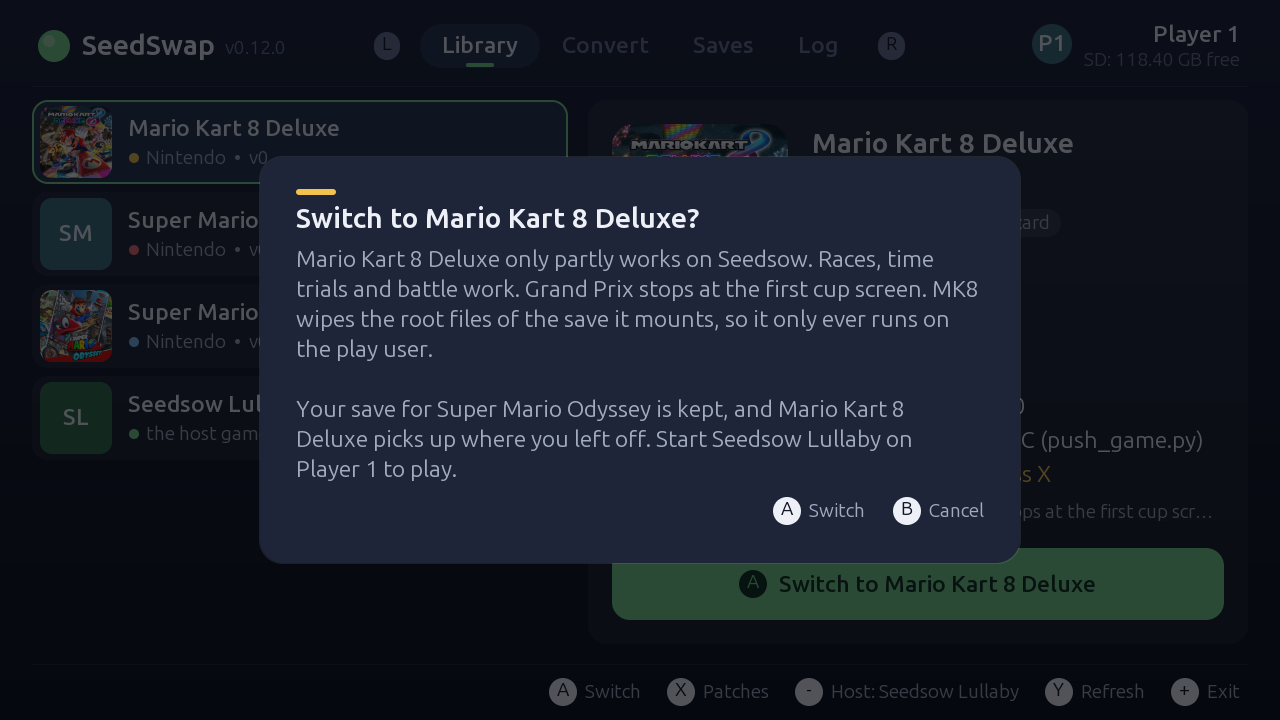 SeedSwap v0.12.0
L Library Convert Saves Log R
P1 Player 1
SD: 118.40 GB free
Mario Kart 8 Deluxe
Nintendo • v0
SM Super Mario
Nintendo •
Super Mario
Nintendo •
SL Seedsow Lul
the host gam
MARIOKART 8
Mario Kart 8 Deluxe
Switch to Mario Kart 8 Deluxe?
Mario Kart 8 Deluxe only partly works on Seedsow. Races, time
trials and battle work. Grand Prix stops at the first cup screen. MK8
wipes the root files of the save it mounts, so it only ever runs on
the play user.
Your save for Super Mario Odyssey is kept, and Mario Kart 8
Deluxe picks up where you left off. Start Seedsow Lullaby on
Player 1 to play.
A Switch B Cancel
C (push_game.py)
s X
ops at the first cup scr…
A Switch to Mario Kart 8 Deluxe
A Switch X Patches - Host: Seedsow Lullaby Y Refresh + Exit